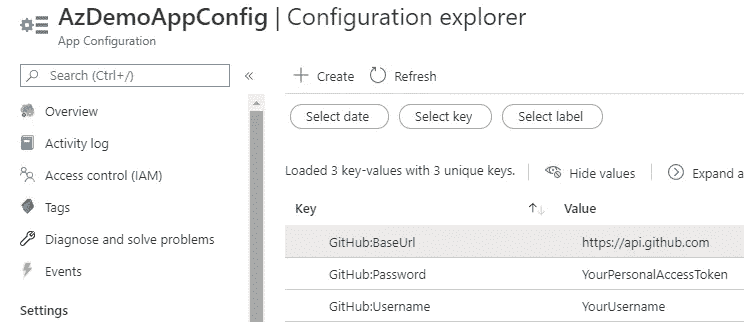 AzDemoAppConfig | Configuration explorer
App Configuration
Search (Ctrl+/)
«
Overview
Activity log
Access control (IAM)
Tags
Diagnose and solve problems
Events
Settings
+ Create Refresh
Select date Select key Select label
Loaded 3 key-values with 3 unique keys. Hide values Expand a
Key ↑↓ Value
GitHub:BaseUrl https://api.github.com
GitHub:Password YourPersonalAccessToken
GitHub:Username YourUsername